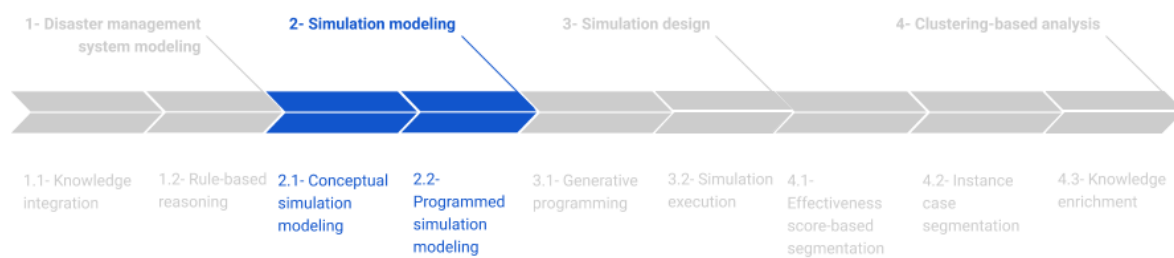 1- Disaster management
system modeling
2- Simulation modeling
3- Simulation design
4- Clustering-based analysis
1.1- Knowledge
integration
1.2- Rule-based
reasoning
2.1- Conceptual
simulation
modeling
2.2-
Programmed
simulation
modeling
3.1- Generative
programming
3.2- Simulation
execution
4.1-
Effectiveness
score-based
segmentation
4.2- Instance
case
segmentation
4.3- Knowledge
enrichment